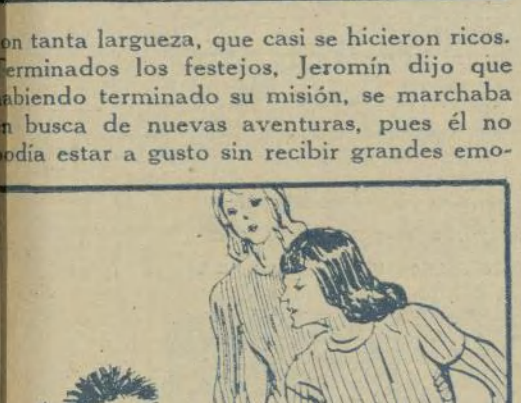 on tanta largueza, que casi se hicieron ricos.
erminados los festejos, Jeromín dijo que
abiendo terminado su misión, se marchaba
n busca de nuevas aventuras, pues él no
odía estar a gusto sin recibir grandes emo-